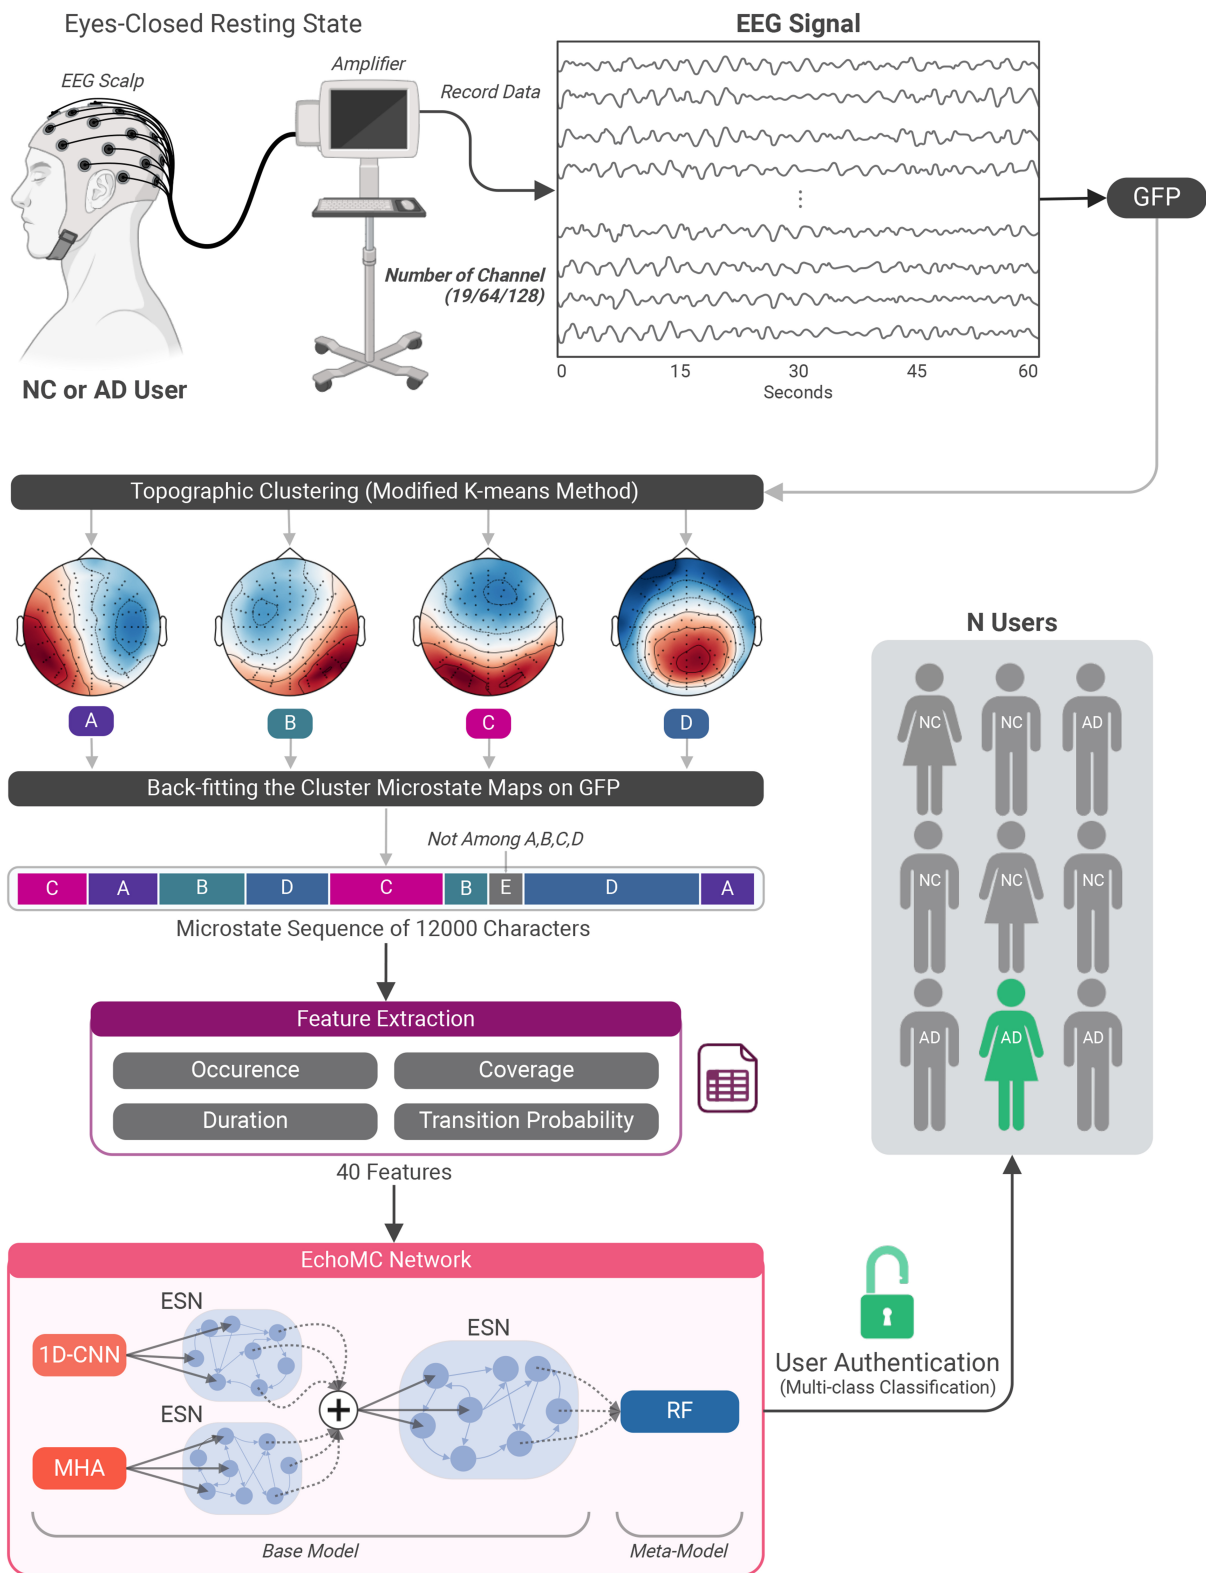 Eyes-Closed Resting State
EEG Signal
EEG Scalp
Amplifier
Record Data
GFP
Number of Channel
(19/64/128)
NC or AD User
0 15 30 45 60
Seconds
Topographic Clustering (Modified K-means Method)
A B C D
Back-fitting the Cluster Microstate Maps on GFP
Not Among A,B,C,D
C A B D C B E D A
Microstate Sequence of 12000 Characters
Feature Extraction
Occurence Coverage
Duration Transition Probability
40 Features
N Users
NC NC AD
NC NC NC
AD AD AD
EchoMC Network
ESN
1D-CNN
ESN
ESN
MHA
RF
Base Model
Meta-Model
User Authentication
(Multi-class Classification)